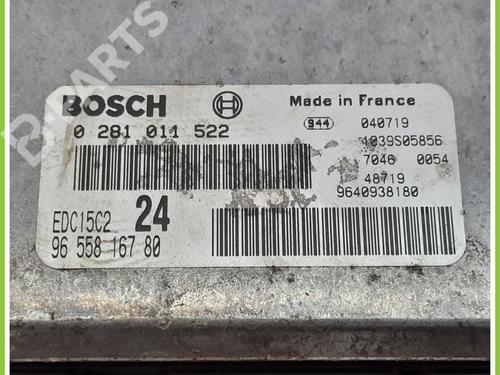 B-PARTS
BOSCH
Made in France
0 281 011 522
944 040719
1039S05856
7046 0054
48719
9640938180
EDC15C2 24
96 558 167 80